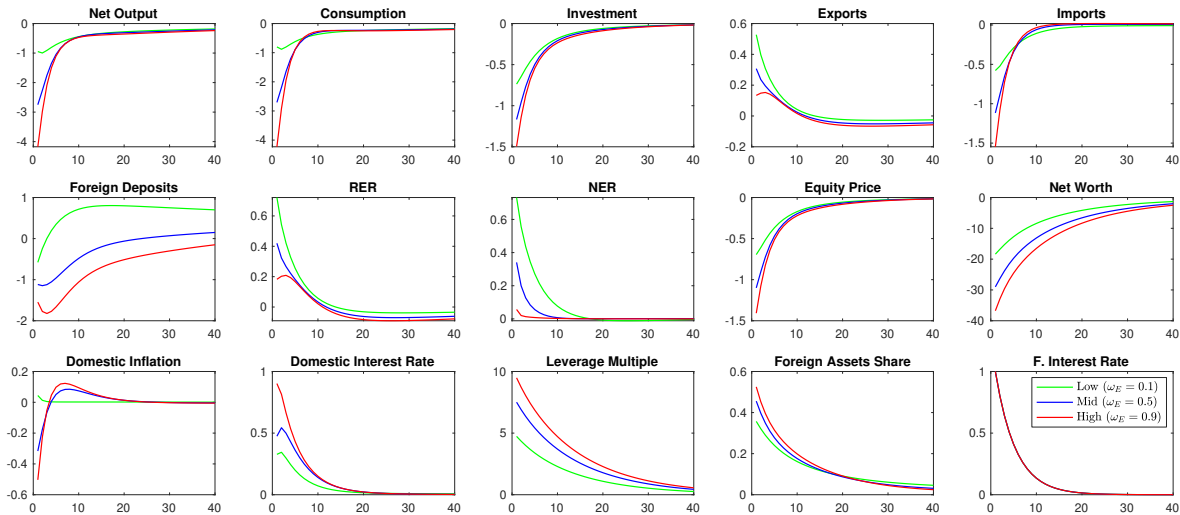 Net Output
0
-1
-2
-3
-4
0 10 20 30 40
Consumption
0
-1
-2
-3
-4
0 10 20 30 40
Investment
0
-0.5
-1
-1.5
0 10 20 30 40
Exports
0.6
0.4
0.2
0
-0.2
0 10 20 30 40
Imports
0
-0.5
-1
-1.5
0 10 20 30 40
Foreign Deposits
1
0
-1
-2
0 10 20 30 40
RER
0.6
0.4
0.2
0
0 10 20 30 40
NER
0.6
0.4
0.2
0
0 10 20 30 40
Equity Price
0
-0.5
-1
-1.5
0 10 20 30 40
Net Worth
0
-10
-20
-30
-40
0 10 20 30 40
Domestic Inflation
0.2
0
-0.2
-0.4
-0.6
0 10 20 30 40
Domestic Interest Rate
1
0.5
0
0 10 20 30 40
Leverage Multiple
10
5
0
0 10 20 30 40
Foreign Assets Share
0.6
0.4
0.2
0
0 10 20 30 40
F. Interest Rate
1
0.5
0
0 10 20 30 40
Low (ω_E = 0.1)
Mid (ω_E = 0.5)
High (ω_E = 0.9)